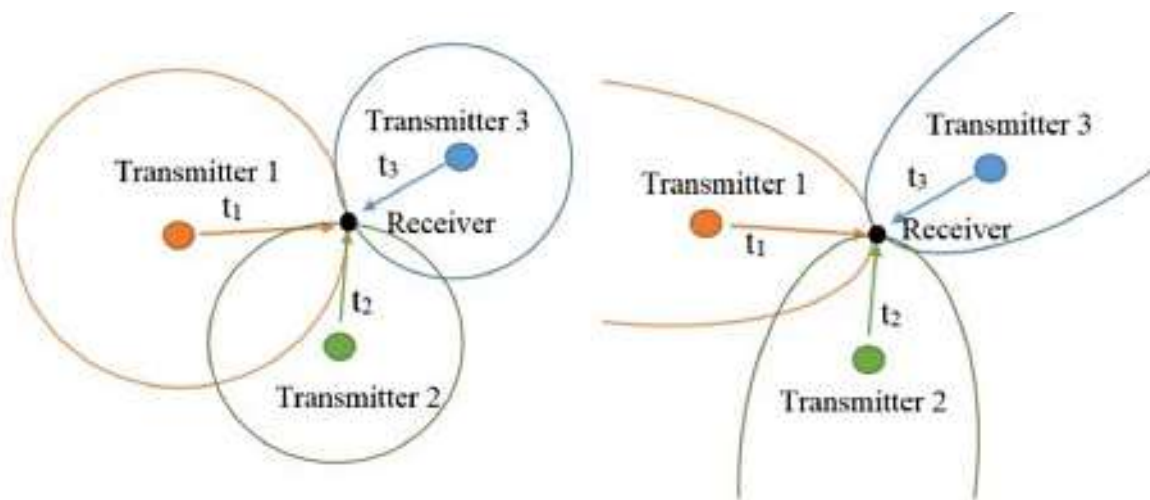 Transmitter 3
t3
Transmitter 1
t1
Receiver
t2
Transmitter 2
Transmitter 3
t3
Transmitter 1
t1
Receiver
t2
Transmitter 2